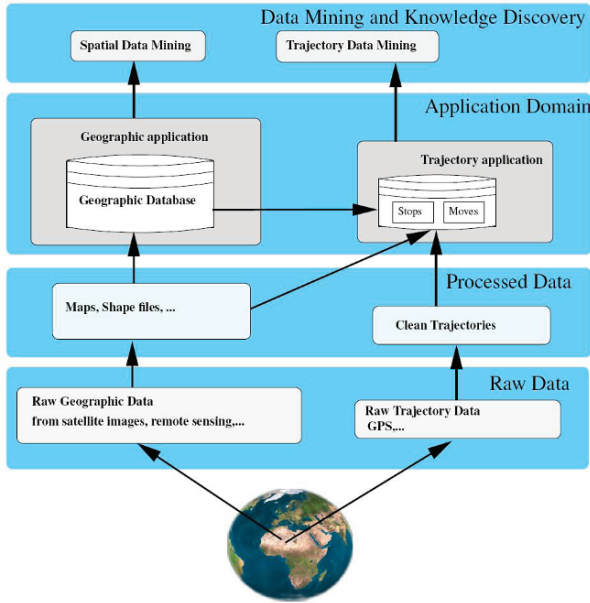 Data Mining and Knowledge Discovery
Spatial Data Mining
Trajectory Data Mining
Application Domain
Geographic application
Geographic Database
Trajectory application
Stops
Moves
Processed Data
Maps, Shape files, ...
Clean Trajectories
Raw Data
Raw Geographic Data
from satellite images, remote sensing,...
Raw Trajectory Data
GPS,...